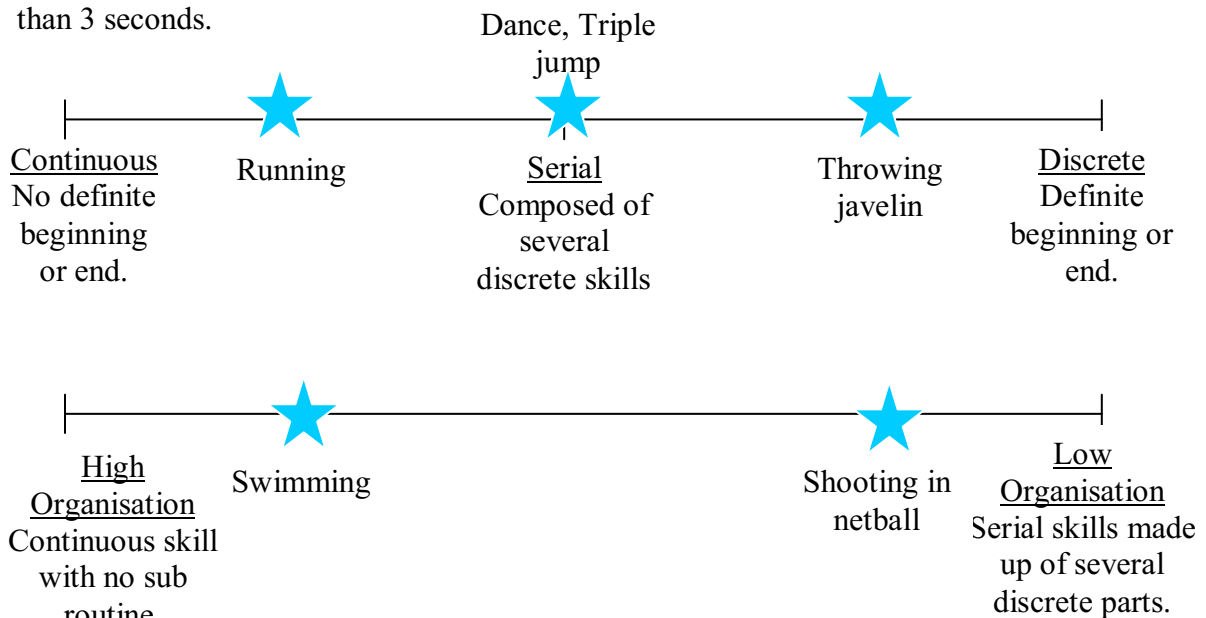 than 3 seconds.
Dance, Triple
jump
Continuous
No definite
beginning
or end.
Running
Serial
Composed of
several
discrete skills
Throwing
javelin
Discrete
Definite
beginning or
end.
High
Organisation
Continuous skill
with no sub
routine
Swimming
Shooting in
netball
Low
Organisation
Serial skills made
up of several
discrete parts.